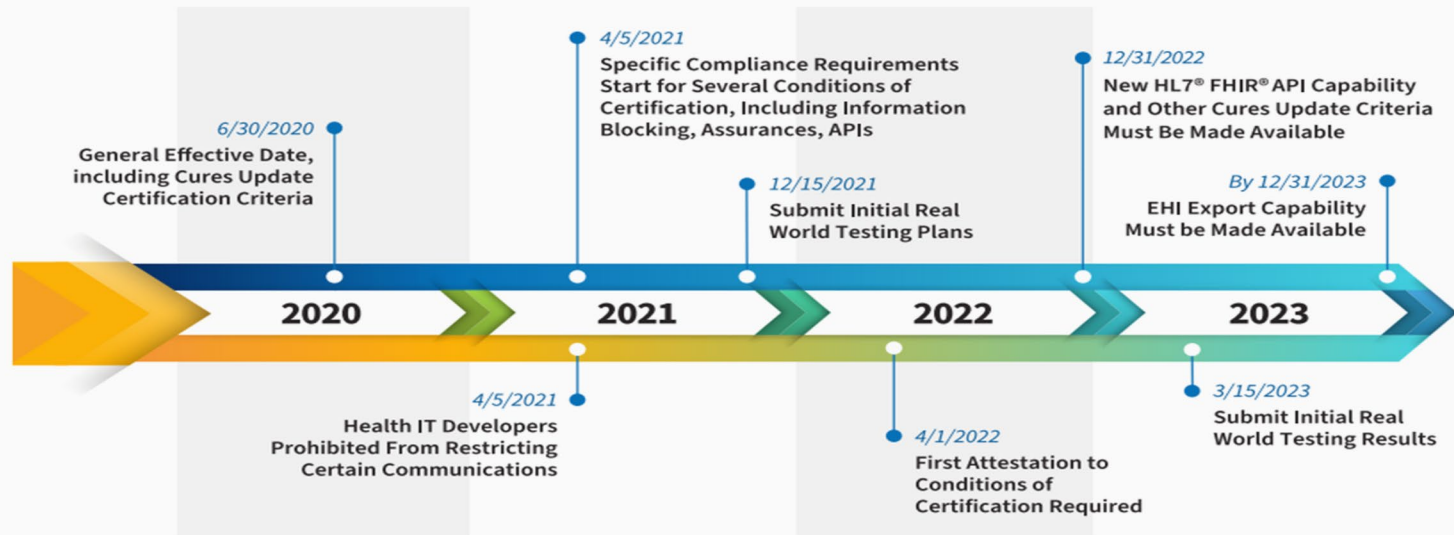 6/30/2020
General Effective Date,
including Cures Update
Certification Criteria
4/5/2021
Specific Compliance Requirements
Start for Several Conditions of
Certification, Including Information
Blocking, Assurances, APIs
12/15/2021
Submit Initial Real
World Testing Plans
12/31/2022
New HL7® FHIR® API Capability
and Other Cures Update Criteria
Must Be Made Available
By 12/31/2023
EHI Export Capability
Must be Made Available
2020
2021
2022
2023
4/5/2021
Health IT Developers
Prohibited From Restricting
Certain Communications
4/1/2022
First Attestation to
Conditions of
Certification Required
3/15/2023
Submit Initial Real
World Testing Results